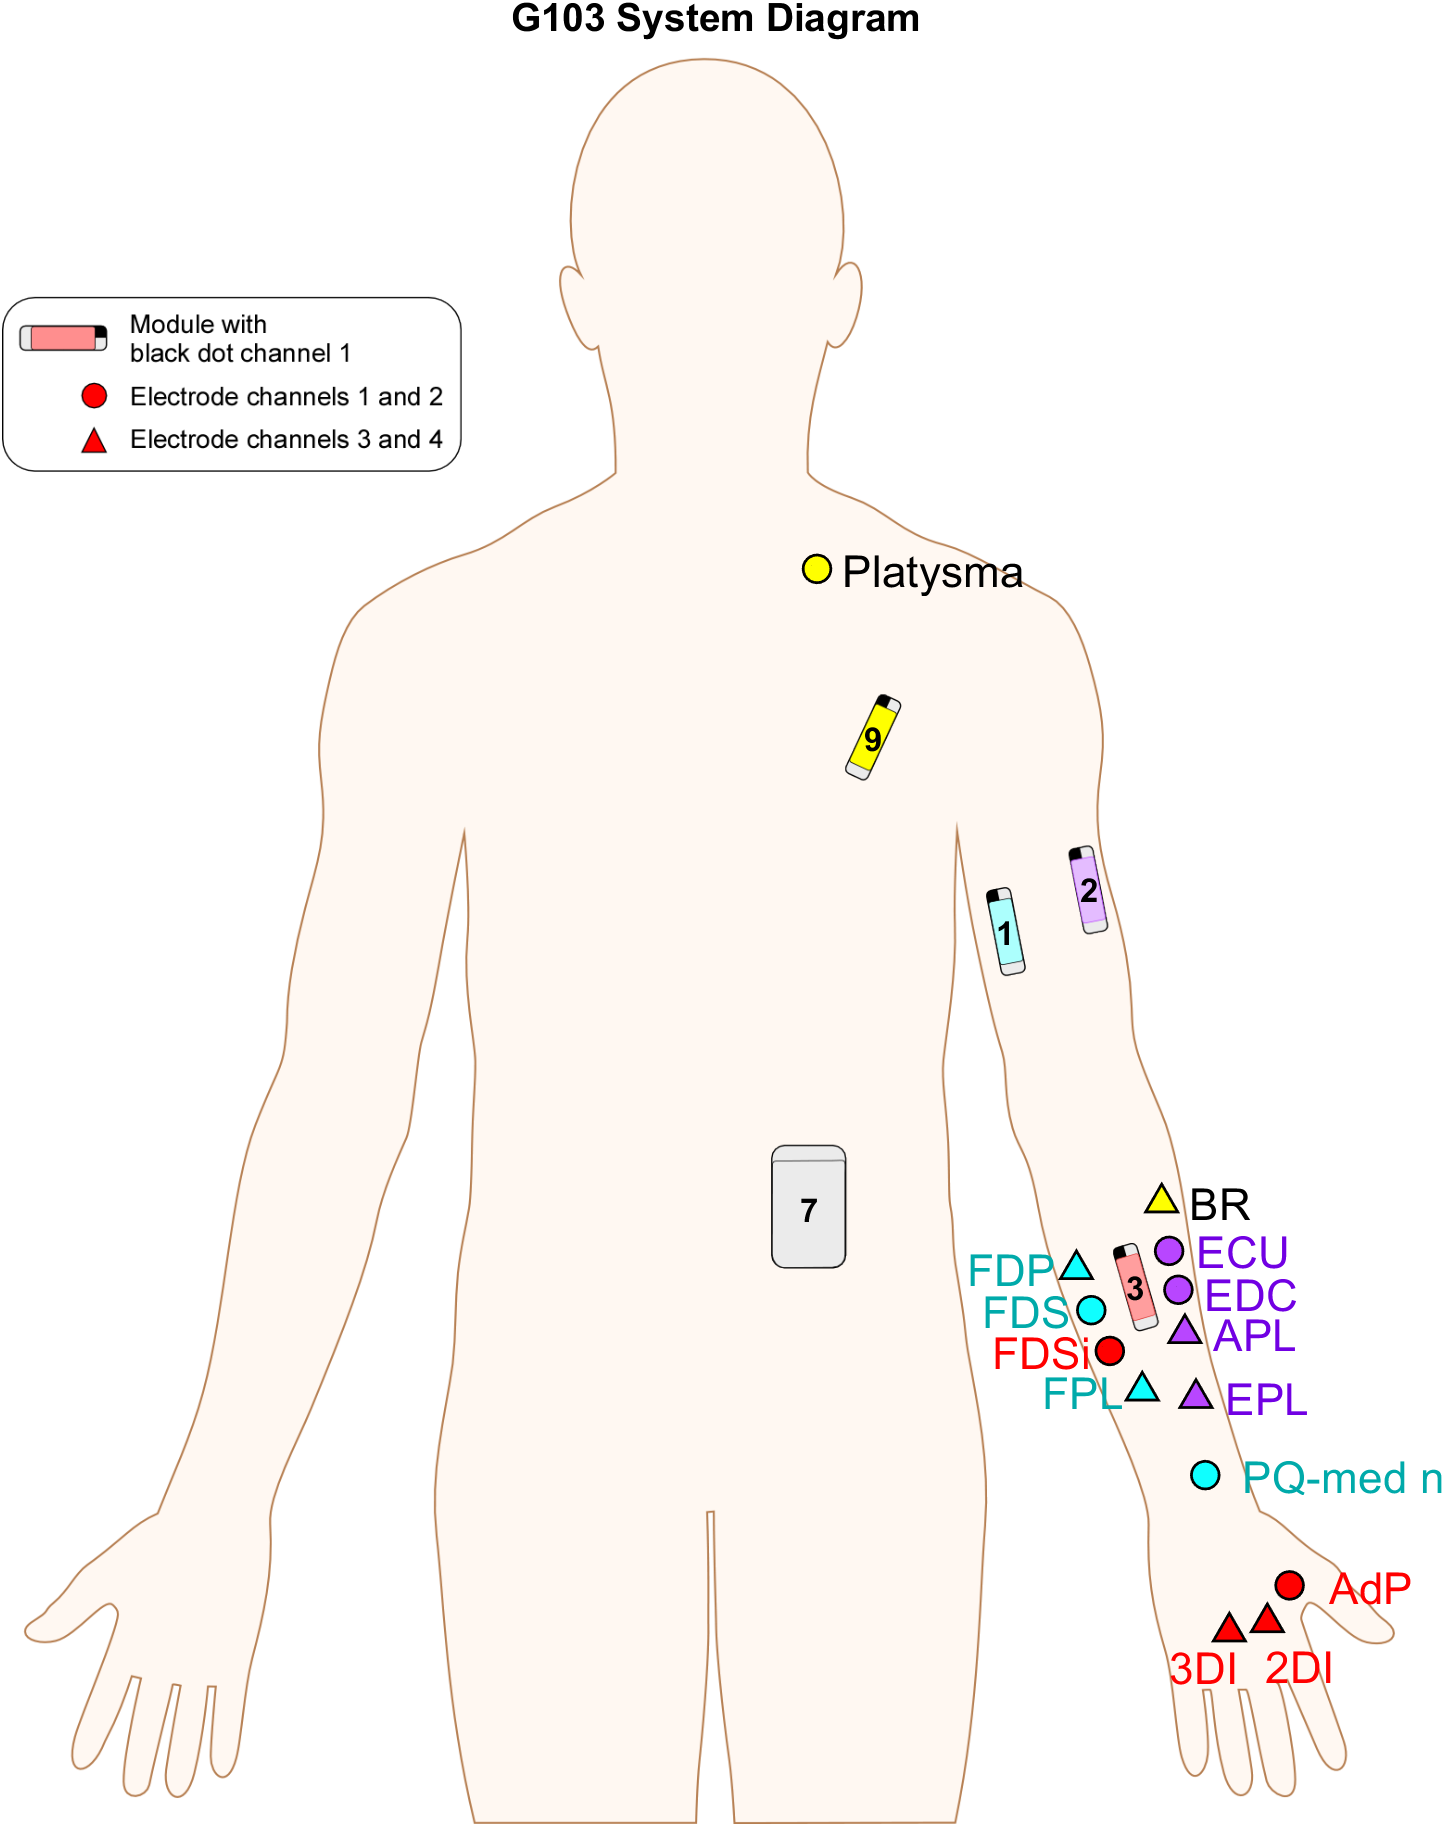 G103 System Diagram
Module with
black dot channel 1
Electrode channels 1 and 2
Electrode channels 3 and 4
Platysma
9
2
1
7
BR
ECU
FDP
3
EDC
FDS
APL
FDSi
FPL
EPL
PQ-med n
AdP
3DI 2DI